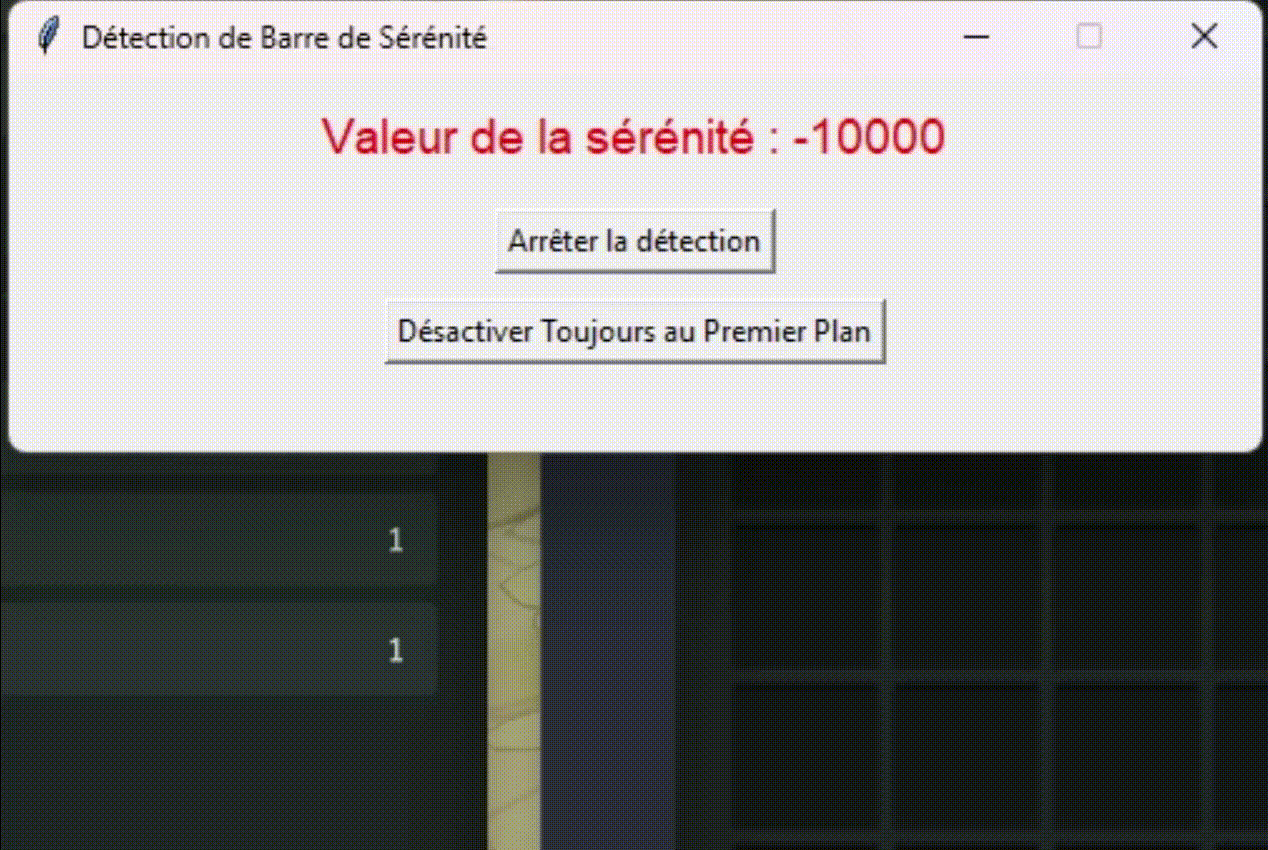 Détection de Barre de Sérénité
Valeur de la sérénité : -10000
Arrêter la détection
Désactiver Toujours au Premier Plan
1
1